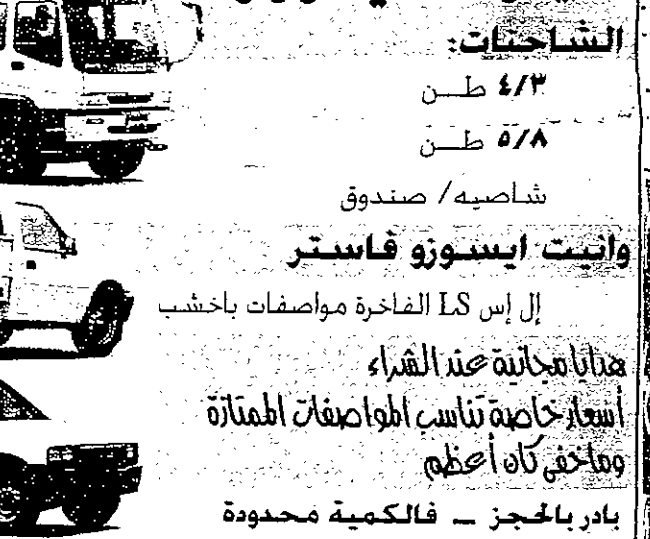 الشاحنات:
٤/٣ طن
٥/٨ طن
شاصيه/ صندوق
وانيت ايسوزو فاستر
إل إس LS الفاخرة مواصفات باخشب
هدايا مجانية عند الشراء
أسعار خاصة تناسب المواصفات الممتازة
وماخفي كان أعظم
بادر بالحجز - فالكمية محدودة